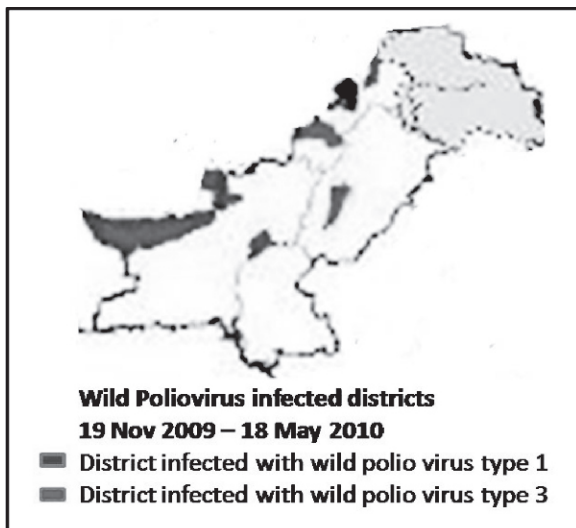 Wild Poliovirus infected districts
19 Nov 2009 – 18 May 2010
District infected with wild polio virus type 1
District infected with wild polio virus type 3